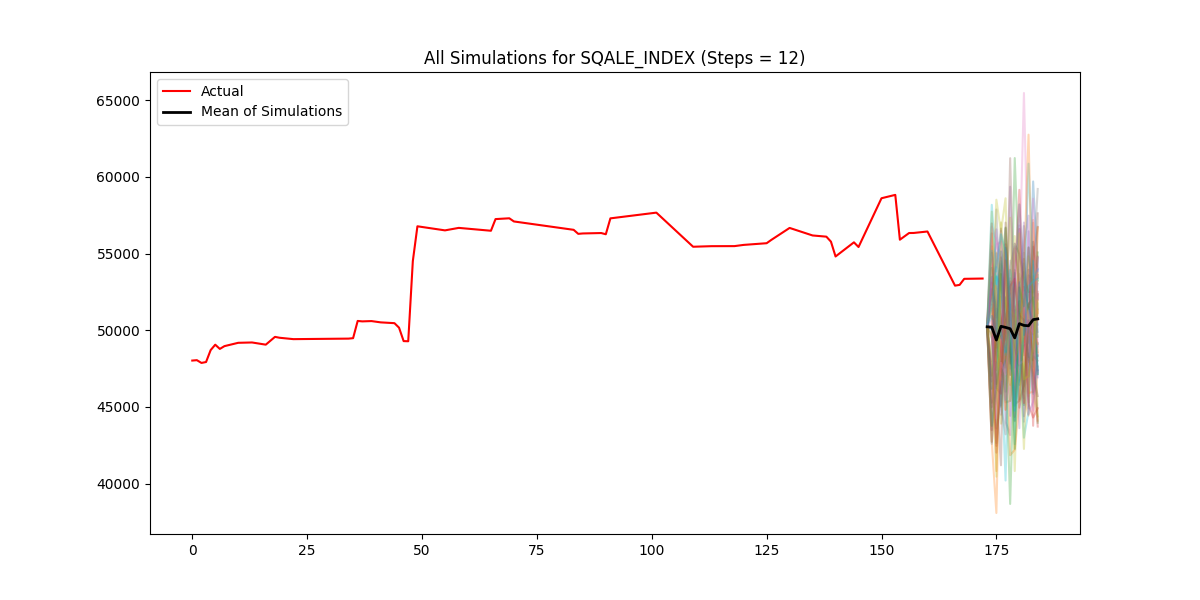 All Simulations for SQALE_INDEX (Steps = 12)
Actual
Mean of Simulations
65000
60000
55000
50000
45000
40000
0 25 50 75 100 125 150 175